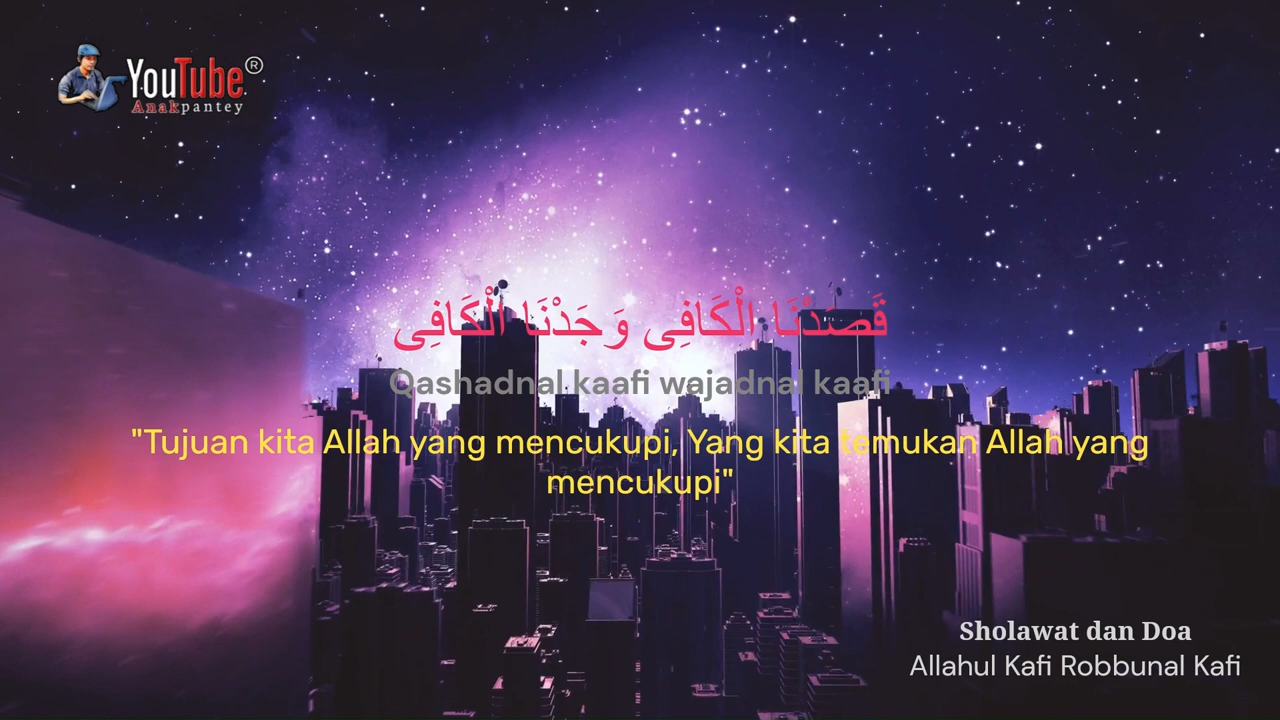 YouTube®
Anakpantey
قَصَدْنَا الْكَافِى وَجَدْنَا الْكَافِى
Qashadnal kaafi wajadnal kaafi
"Tujuan kita Allah yang mencukupi, Yang kita temukan Allah yang
mencukupi"
Sholawat dan Doa
Allahul Kafi Robbunal Kafi